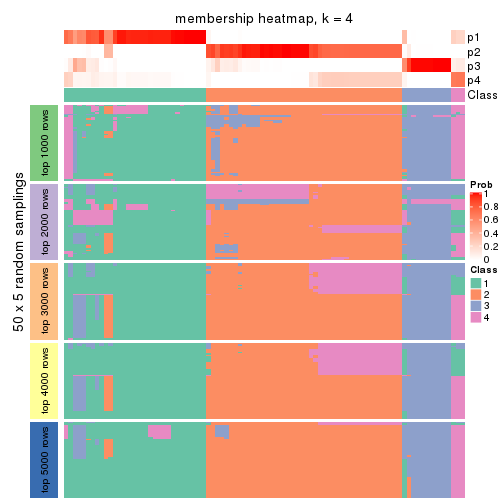 membership heatmap, k = 4
p1
p2
p3
p4
Class
50 x 5 random samplings
top 1000 rows
top 2000 rows
top 3000 rows
top 4000 rows
top 5000 rows
Prob
1
0.8
0.6
0.4
0.2
0
Class
1
2
3
4